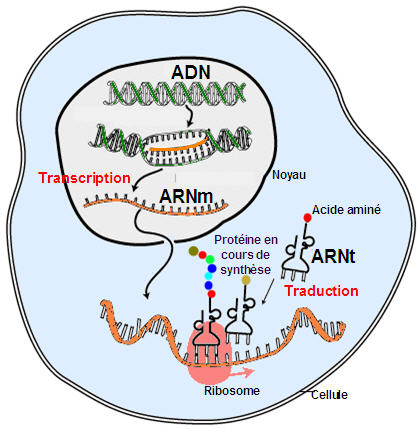 ADN
Transcription
Noyau
ARNm
Acide aminé
Protéine en
cours de
synthèse
ARNt
Traduction
Ribosome
Cellule